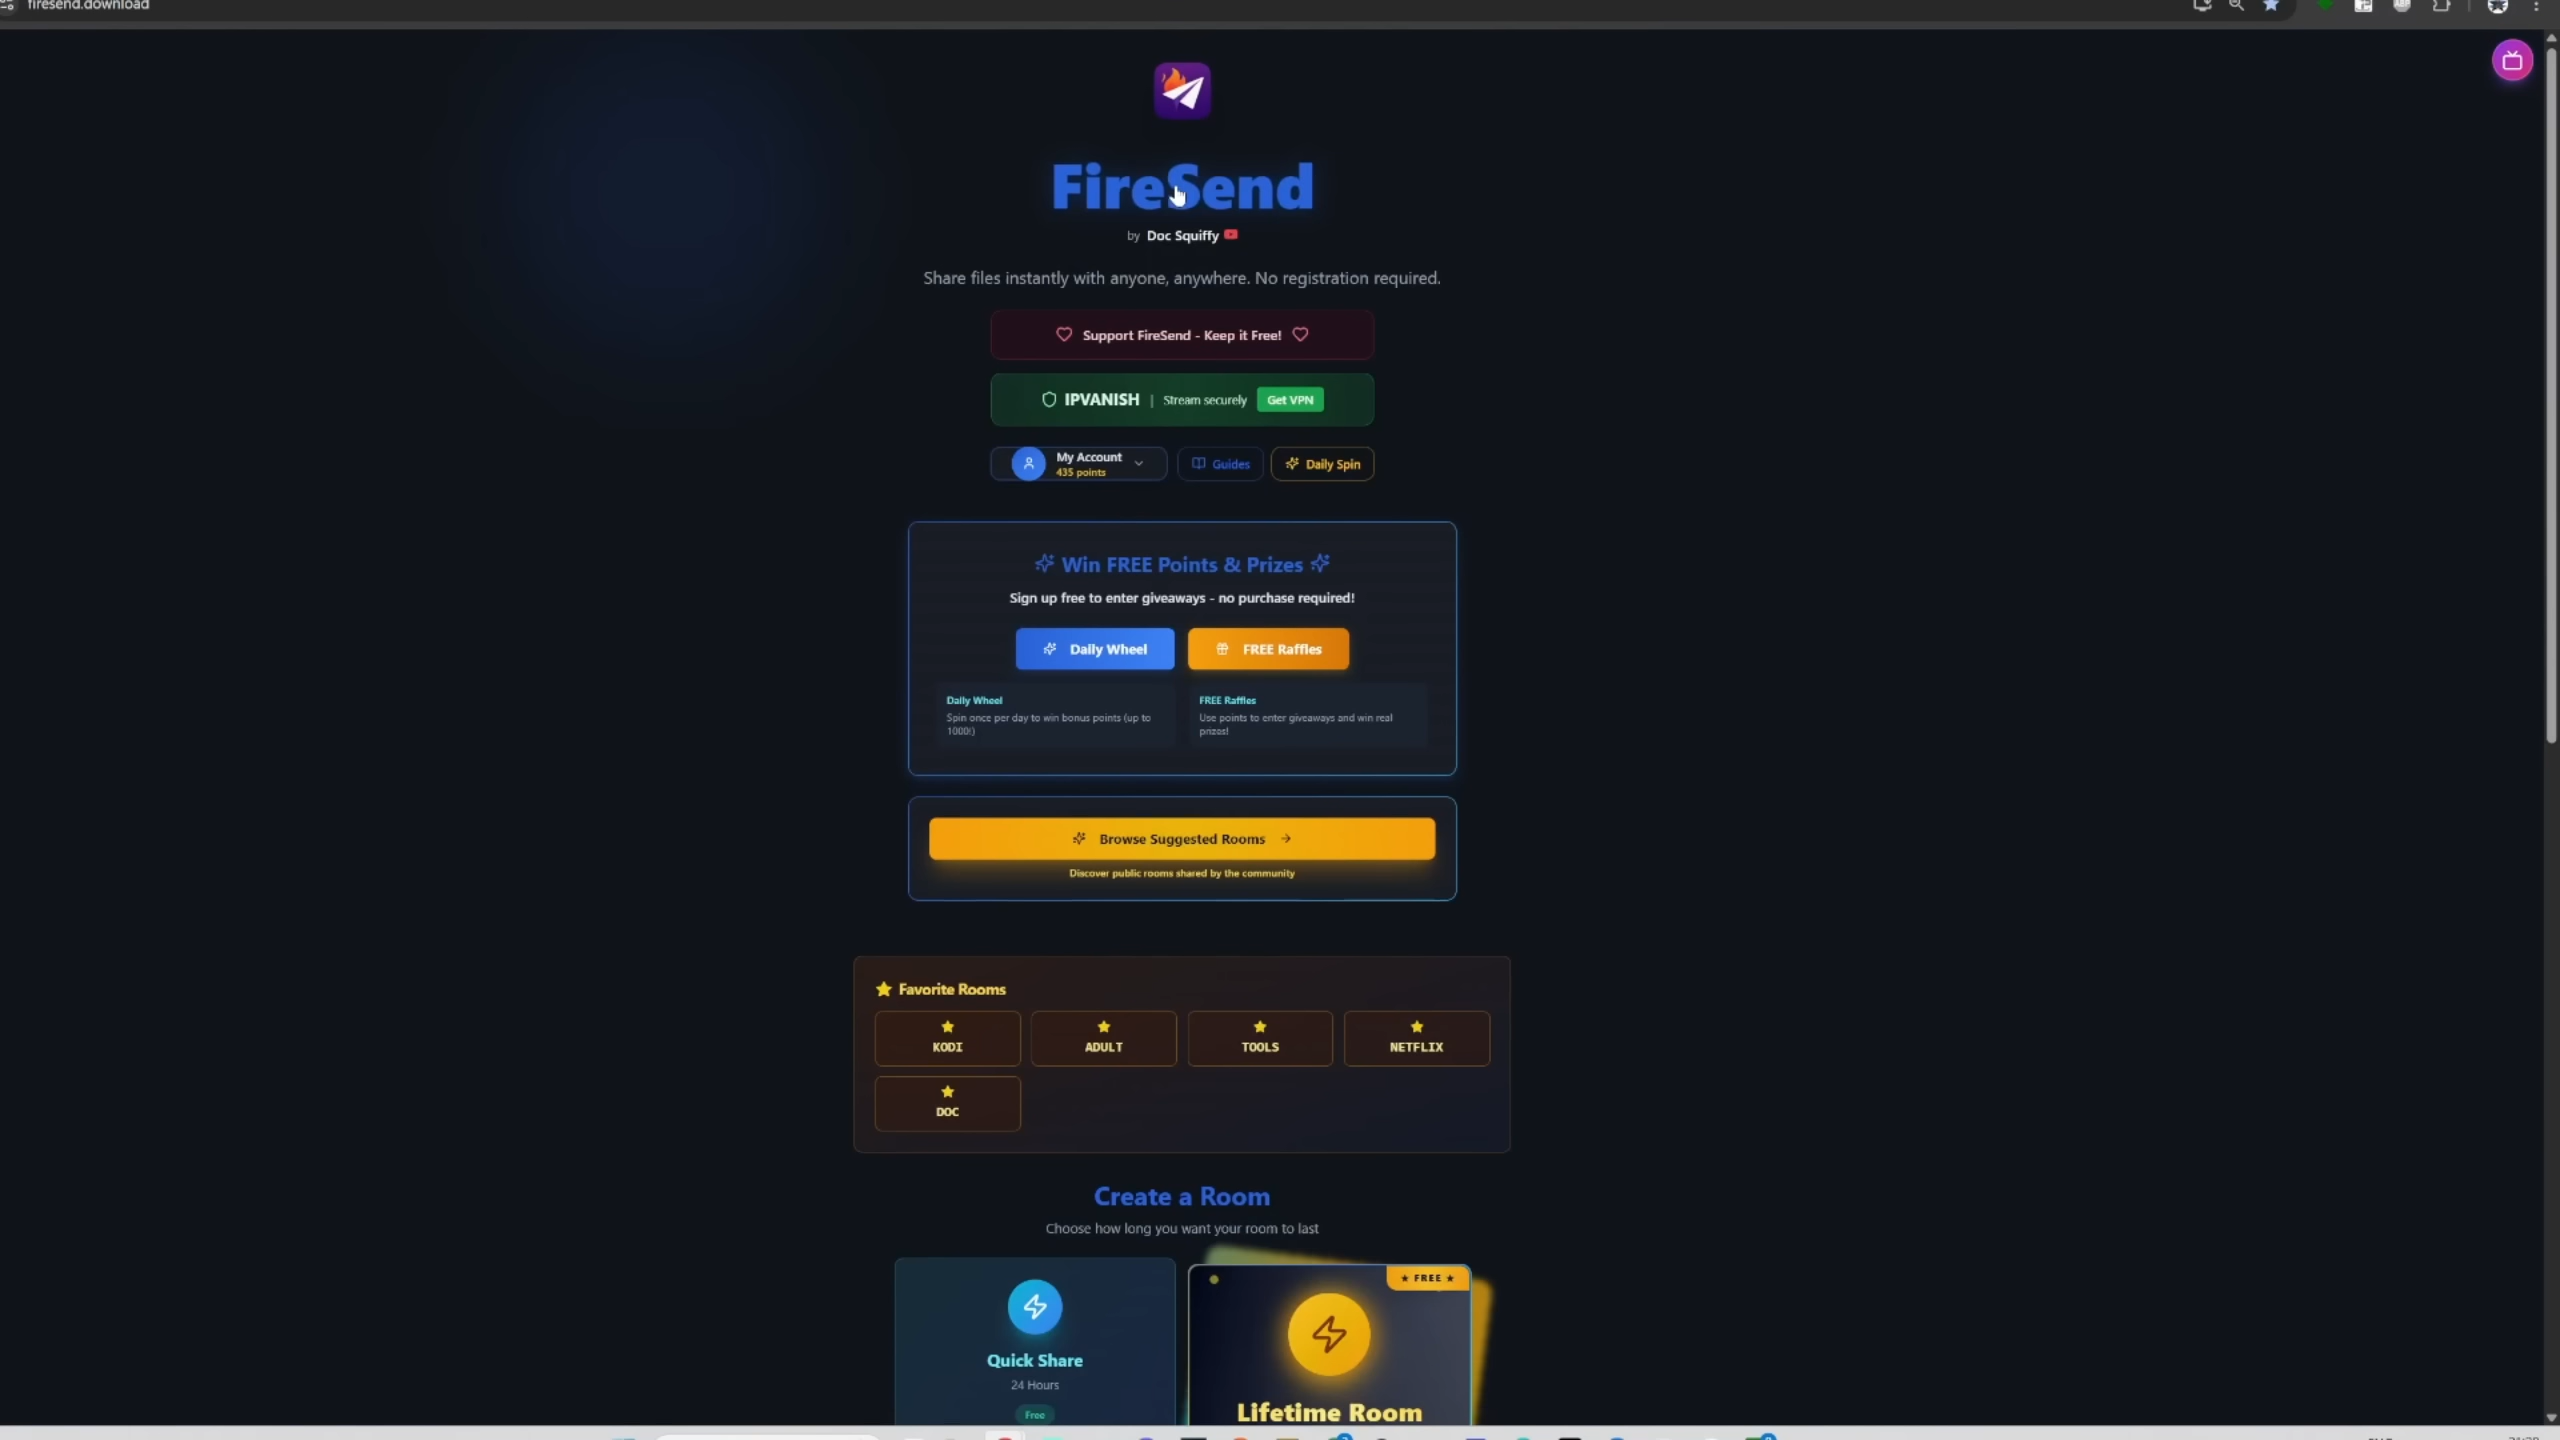 firesend.download
FireSend
by Doc Squiffy
Share files instantly with anyone, anywhere. No registration required.
Support FireSend - Keep it Free!
IPVANISH | Stream securely Get VPN
My Account
435 points
Guides
Daily Spin
Win FREE Points & Prizes
Sign up free to enter giveaways - no purchase required!
Daily Wheel
FREE Raffles
Daily Wheel
Spin once per day to win bonus points (up to
1000!)
FREE Raffles
Use points to enter giveaways and win real
prizes!
Browse Suggested Rooms →
Discover public rooms shared by the community
Favorite Rooms
KODI
ADULT
TOOLS
NETFLIX
DOC
Create a Room
Choose how long you want your room to last
Quick Share
24 Hours
Free
★ FREE ★
Lifetime Room